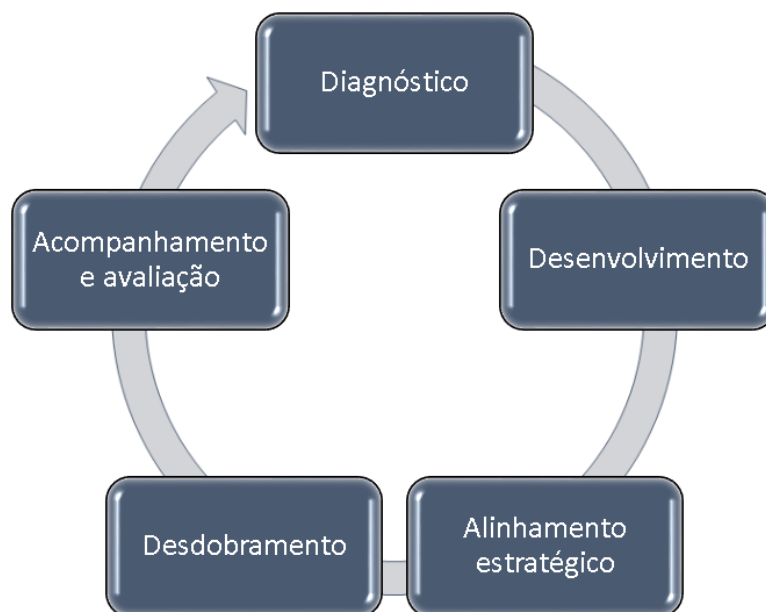 Diagnóstico
Desenvolvimento
Alinhamento
estratégico
Desdobramento
Acompanhamento
e avaliação